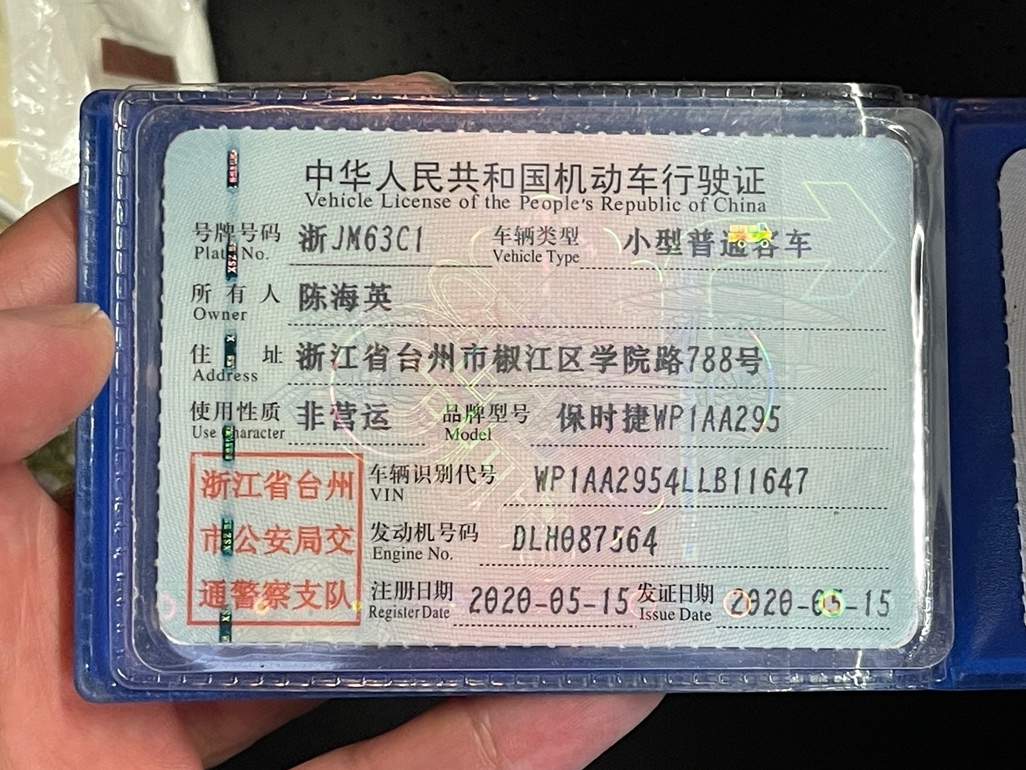 中华人民共和国机动车行驶证
Vehicle License of the People's Republic of China
号牌号码 浙JM63C1 车辆类型 小型普通客车
Plate No. Vehicle Type
所有人 陈海英
Owner
住址 浙江省台州市椒江区学院路788号
Address
使用性质 非营运 品牌型号 保时捷WP1AA295
Use Character Model
浙江省台州
市公安局交
通警察支队
车辆识别代号 WP1AA2954LLB11647
VIN
发动机号码 DLH087564
Engine No.
注册日期 2020-05-15 发证日期 2020-05-15
Register Date Issue Date